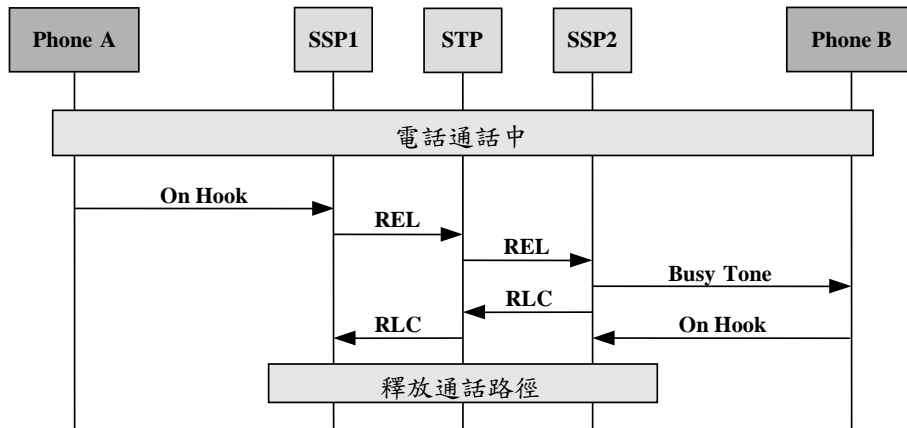 Phone A
SSP1
STP
SSP2
Phone B
電話通話中
On Hook
REL
REL
Busy Tone
RLC
RLC
On Hook
釋放通話路徑